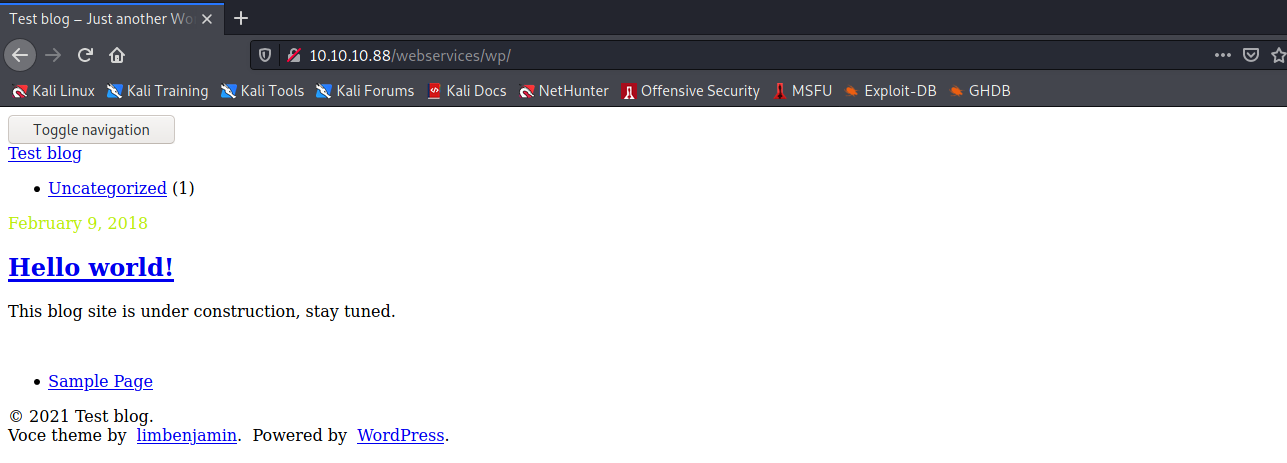 Test blog – Just another Wo
10.10.10.88/webservices/wp/
Kali Linux Kali Training Kali Tools Kali Forums Kali Docs NetHunter Offensive Security MSFU Exploit-DB GHDB
Toggle navigation
Test blog
Uncategorized (1)
February 9, 2018
Hello world!
This blog site is under construction, stay tuned.
Sample Page
© 2021 Test blog.
Voce theme by limbenjamin. Powered by WordPress.